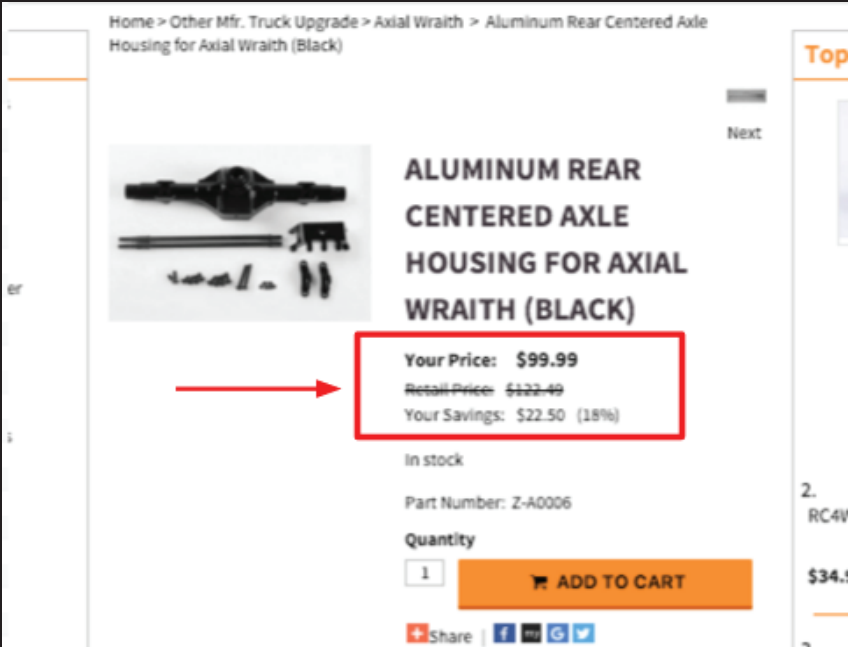 Home > Other Mfr. Truck Upgrade > Axial Wraith > Aluminum Rear Centered Axle
Housing for Axial Wraith (Black)
Top
Next
ALUMINUM REAR
CENTERED AXLE
HOUSING FOR AXIAL
WRAITH (BLACK)
er
Your Price: $99.99
Retail Price: $122.49
Your Savings: $22.50 (18%)
s
In stock
2.
Part Number: Z-A0006
RC4W
Quantity
1
ADD TO CART
$34.9
Share |